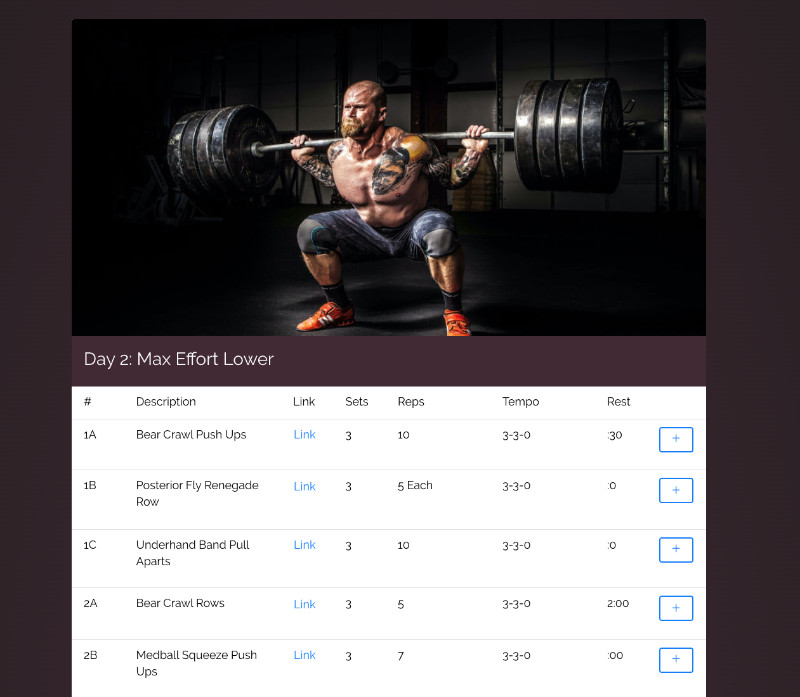 Day 2: Max Effort Lower
# Description Link Sets Reps Tempo Rest
1A Bear Crawl Push Ups Link 3 10 3-3-0 :30 +
1B Posterior Fly Renegade Link 3 5 Each 3-3-0 :0 +
Row
1C Underhand Band Pull Link 3 10 3-3-0 :0 +
Aparts
2A Bear Crawl Rows Link 3 5 3-3-0 2:00 +
2B Medball Squeeze Push Link 3 7 3-3-0 :00 +
Ups